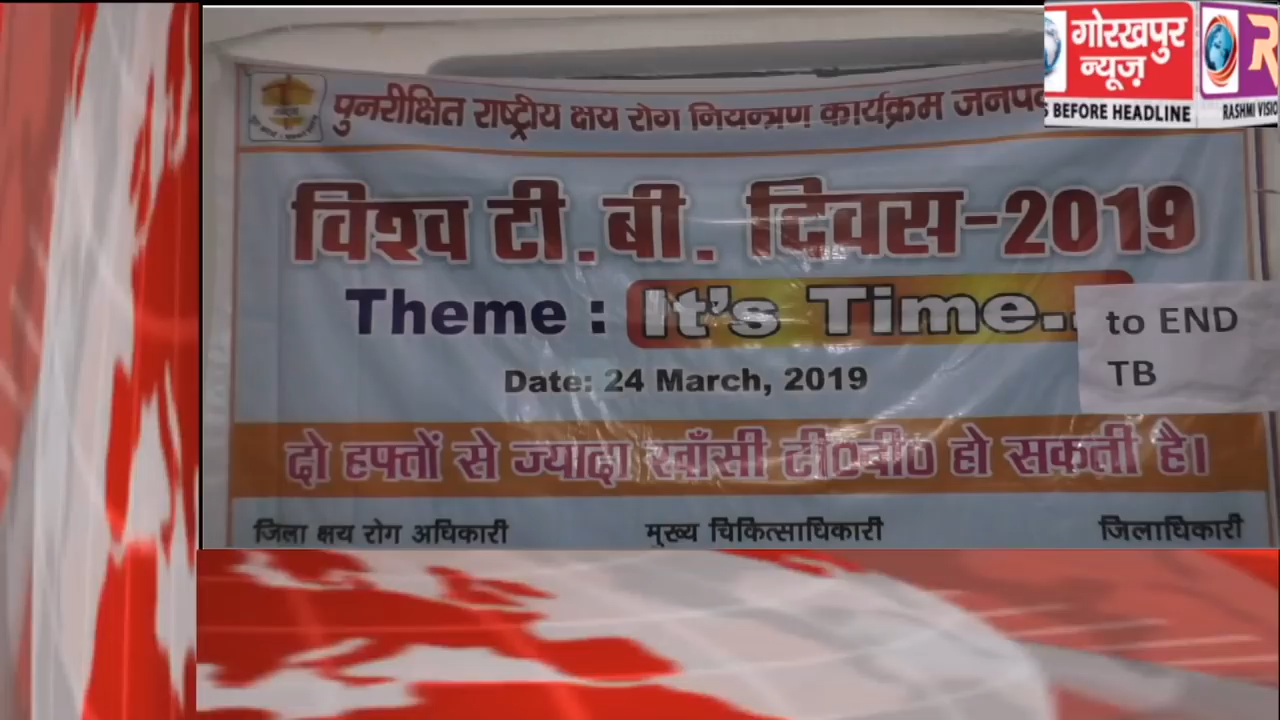 गोरखपुर
न्यूज़
BEFORE HEADLINE
R
RASHMI VISIO
पुनरीक्षित राष्ट्रीय क्षय रोग नियन्त्रण कार्यक्रम
विश्व टी.बी. दिवस-2019
Theme : It's Time..
to END
TB
Date: 24 March, 2019
दो हफ्तों से ज्यादा खाँसी टी0बी0 हो सकती है।
जिला क्षय रोग अधिकारी मुख्य चिकित्साधिकारी जिलाधिकारी